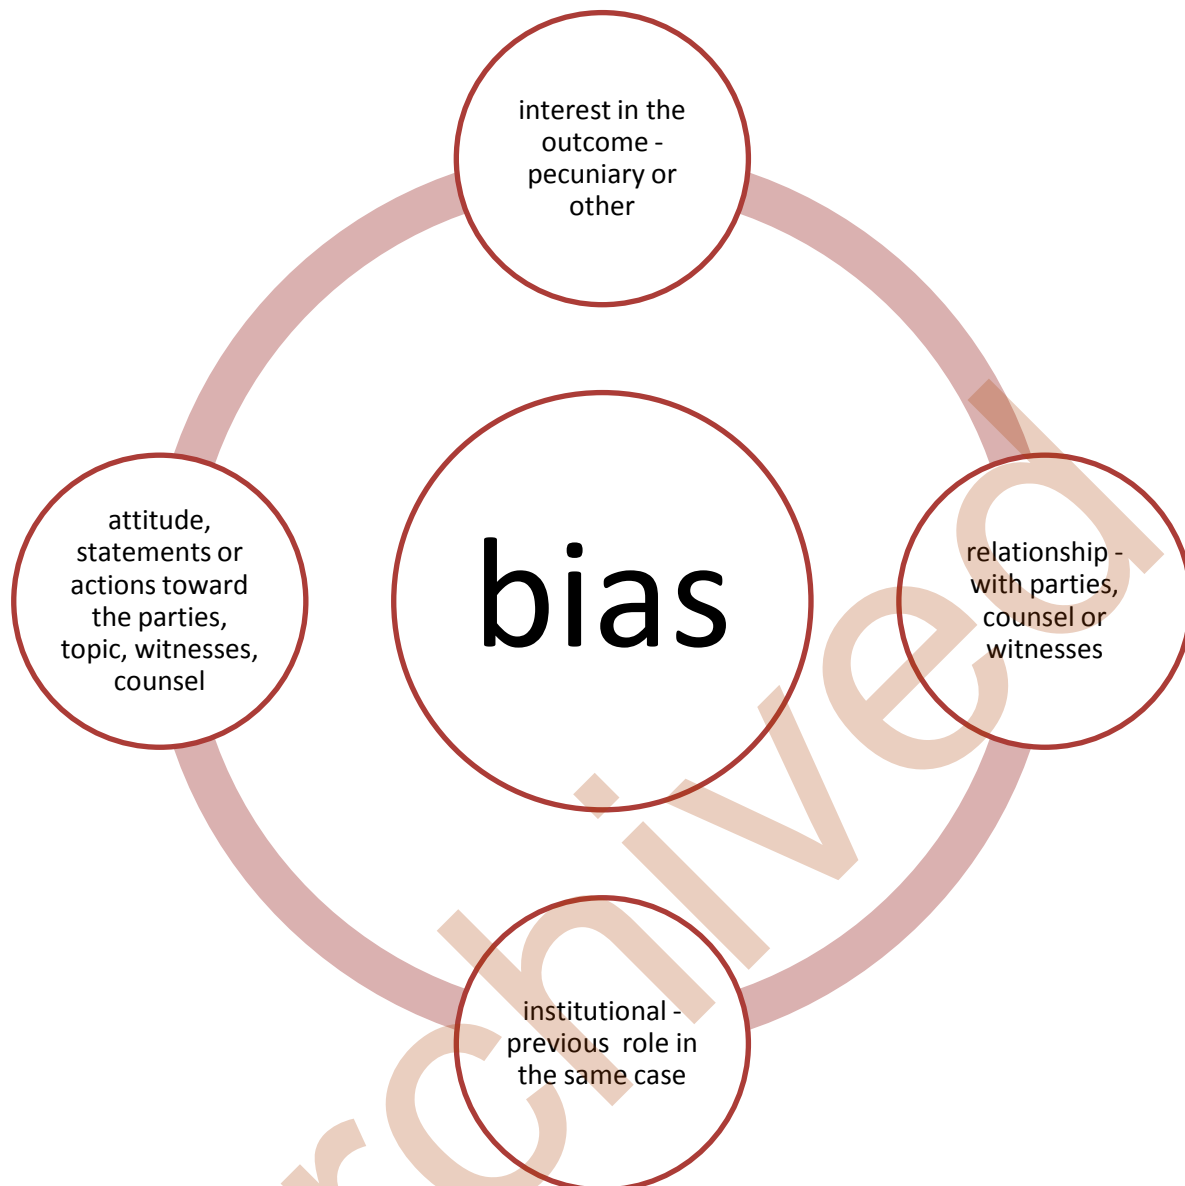 interest in the
outcome -
pecuniary or
other
attitude,
statements or
actions toward
the parties,
topic, witnesses,
counsel
bias
relationship -
with parties,
counsel or
witnesses
institutional -
previous role in
the same case
rchived